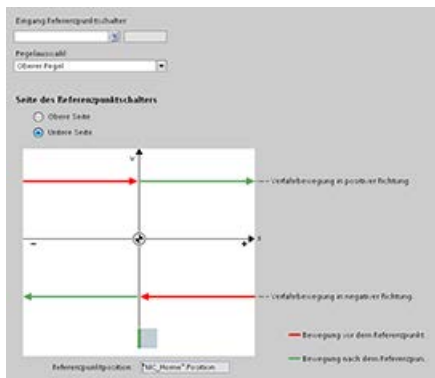 Eingang Referenzpunktschalter
Pegelauswahl:
Oberer Pegel
Seite des Referenzpunktschalters
Obere Seite
Untere Seite
v
Verfahrbewegung in positiver Richtung.
−
+
x
Verfahrbewegung in negativer Richtung.
Bewegung vor dem Referenzpunkt.
Bewegung nach dem Referenzpun.
Referenzpunktposition: "MC_Home".Position